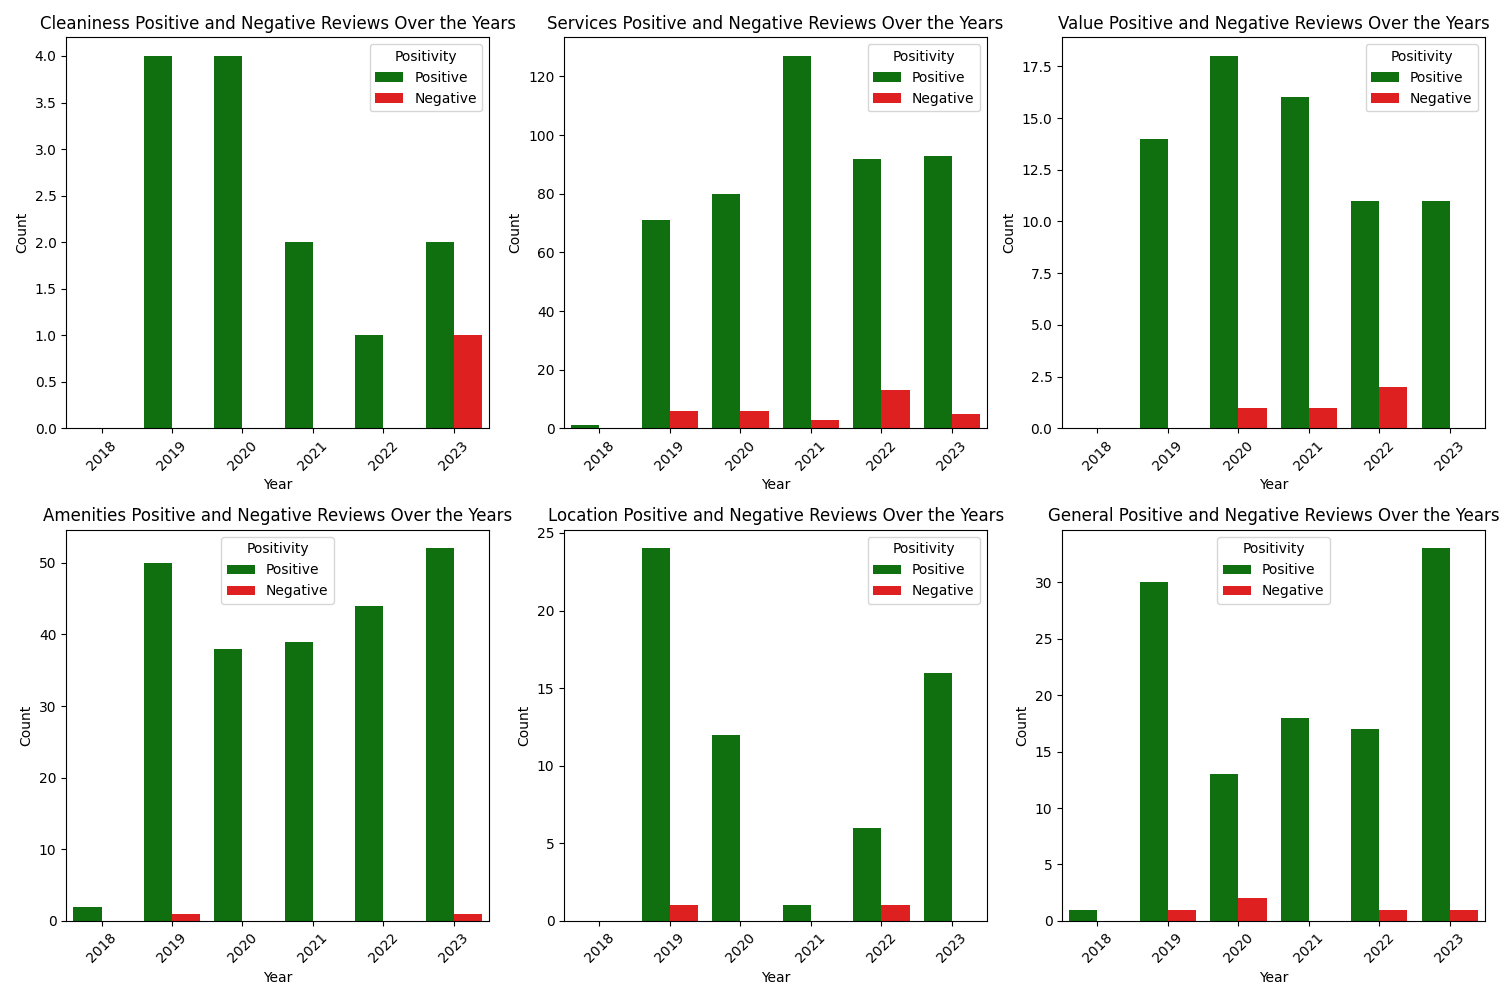 Cleaniness Positive and Negative Reviews Over the Years
Positivity
Positive
Negative
Count
4.0
3.5
3.0
2.5
2.0
1.5
1.0
0.5
0.0
2018
2019
2020
2021
2022
2023
Year
Services Positive and Negative Reviews Over the Years
Positivity
Positive
Negative
Count
120
100
80
60
40
20
0
2018
2019
2020
2021
2022
2023
Year
Value Positive and Negative Reviews Over the Years
Positivity
Positive
Negative
Count
17.5
15.0
12.5
10.0
7.5
5.0
2.5
0.0
2018
2019
2020
2021
2022
2023
Year
Amenities Positive and Negative Reviews Over the Years
Positivity
Positive
Negative
Count
50
40
30
20
10
0
2018
2019
2020
2021
2022
2023
Year
Location Positive and Negative Reviews Over the Years
Positivity
Positive
Negative
Count
25
20
15
10
5
0
2018
2019
2020
2021
2022
2023
Year
General Positive and Negative Reviews Over the Years
Positivity
Positive
Negative
Count
30
25
20
15
10
5
0
2018
2019
2020
2021
2022
2023
Year